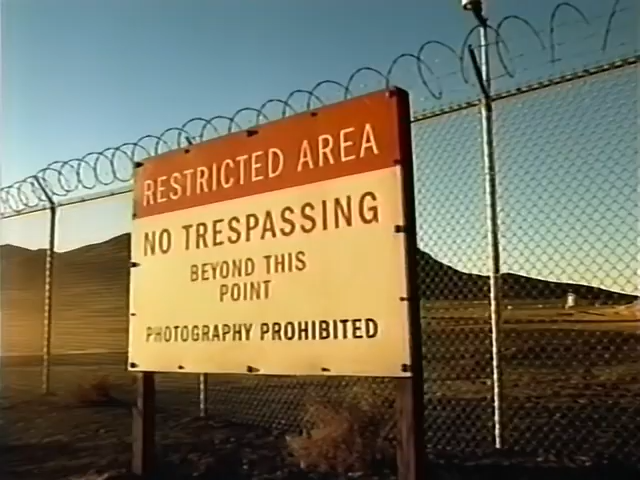 RESTRICTED AREA
NO TRESPASSING
BEYOND THIS
POINT
PHOTOGRAPHY PROHIBITED